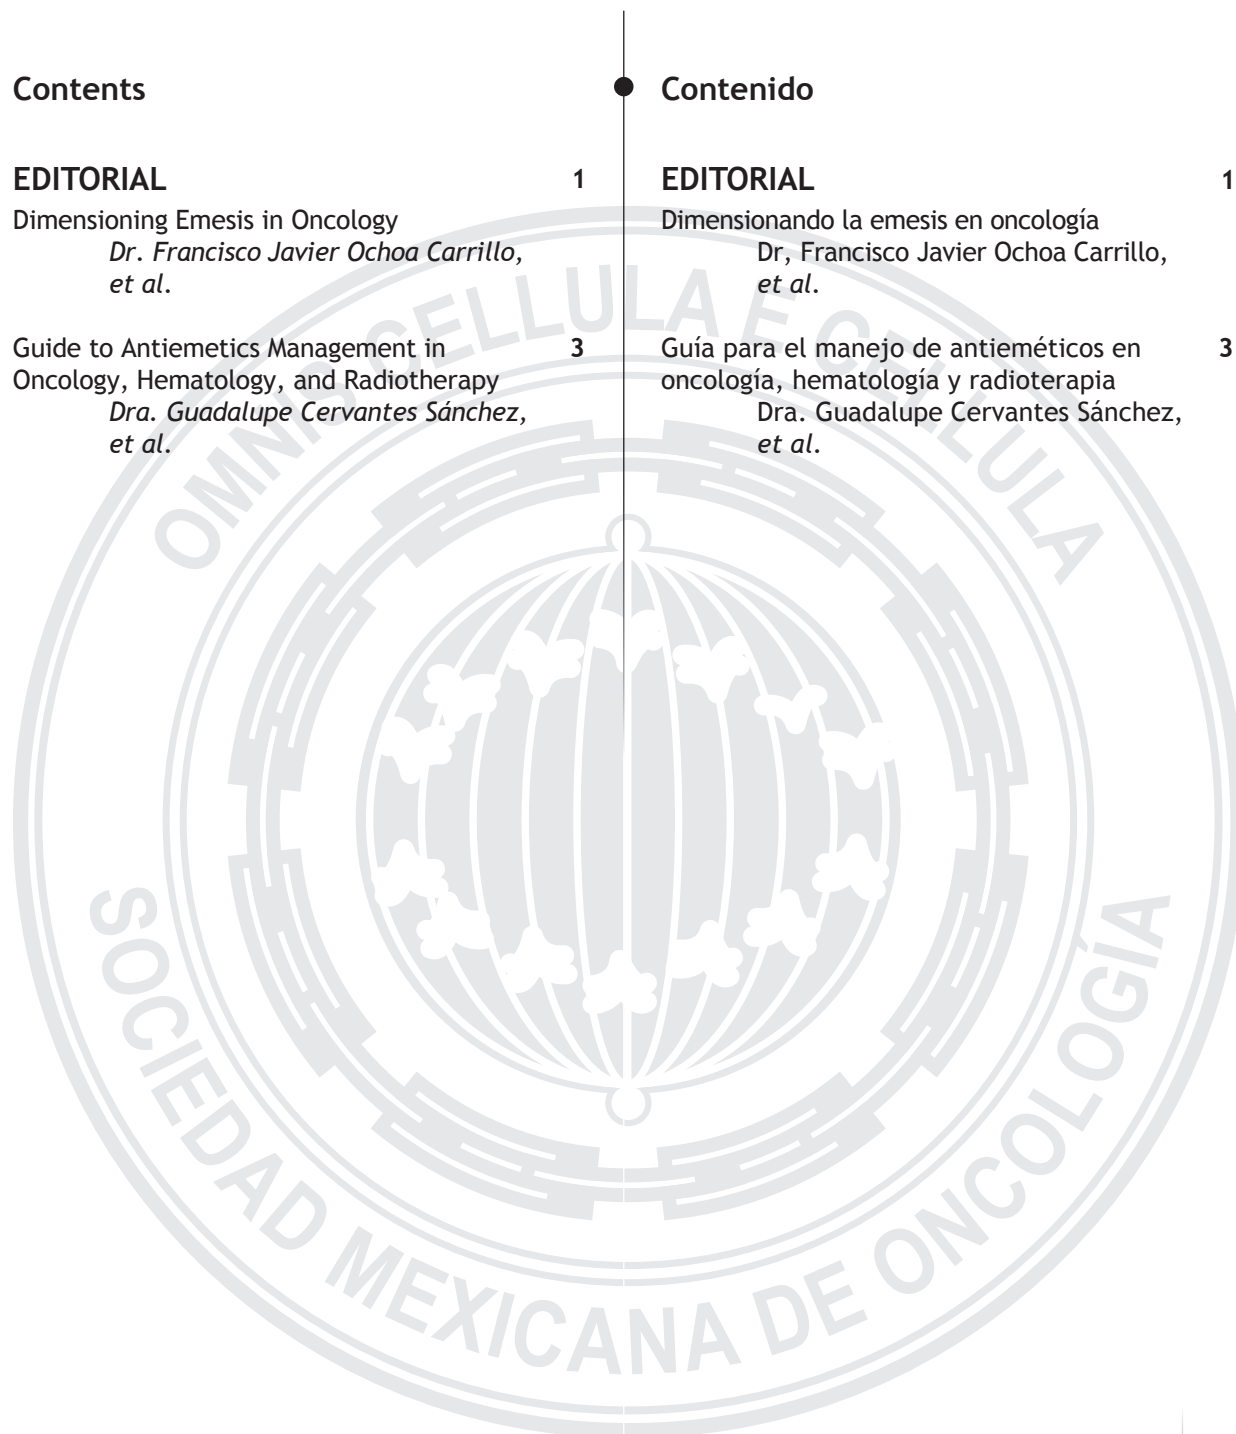 Contents
EDITORIAL 1
Dimensioning Emesis in Oncology
Dr. Francisco Javier Ochoa Carrillo,
et al.
Guide to Antiemetics Management in 3
Oncology, Hematology, and Radiotherapy
Dra. Guadalupe Cervantes Sánchez,
et al.
Contenido
EDITORIAL 1
Dimensionando la emesis en oncología
Dr, Francisco Javier Ochoa Carrillo,
et al.
Guía para el manejo de antieméticos en 3
oncología, hematología y radioterapia
Dra. Guadalupe Cervantes Sánchez,
et al.
OMNIS CELLULA E CELLULA
SOCIEDAD MEXICANA DE ONCOLOGÍA